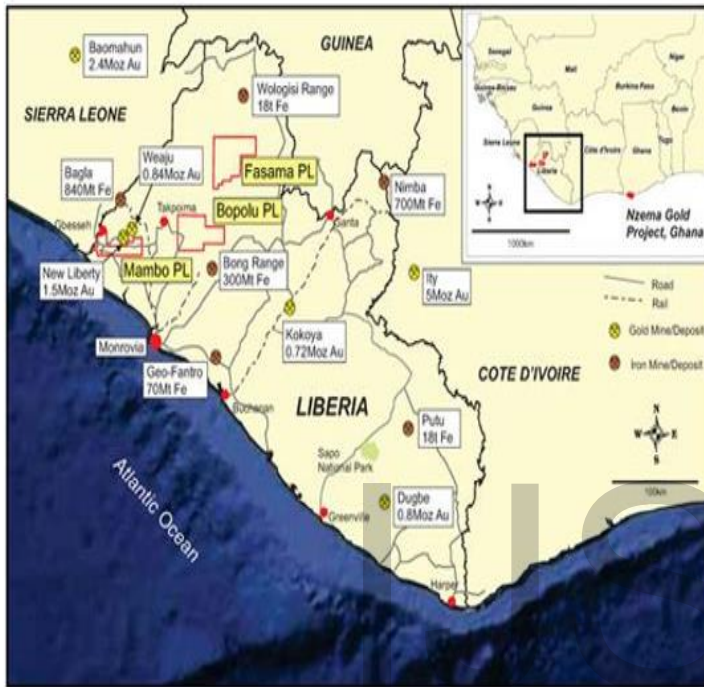 Baomahun
2.4Moz Au
GUINEA
SIERRA LEONE
Wologisi Range
18t Fe
Weaju
0.84Moz Au
Bagla
840Mt Fe
Fasama PL
Takpoima
Bopolu PL
Nimba
700Mt Fe
Gbesseh
Ganta
Mambo PL
New Liberty
1.5Moz Au
Bong Range
300Mt Fe
Ity
5Moz Au
Kokoya
0.72Moz Au
Monrovia
Geo-Fantro
70Mt Fe
Buchanan
LIBERIA
COTE D'IVOIRE
Putu
18t Fe
Sapo
National Park
Dugbe
0.8Moz Au
Greenville
Harper
Atlantic Ocean
Senegal
Mali
Niger
Guinea-Bissau
Burkina Faso
Guinea
Benin
Sierra Leone
Côte d'Ivoire
Ghana
Togo
Liberia
1000km
Nzema Gold
Project, Ghana
Road
Rail
Gold Mine/Deposit
Iron Mine/Deposit
N
W E
S
100km